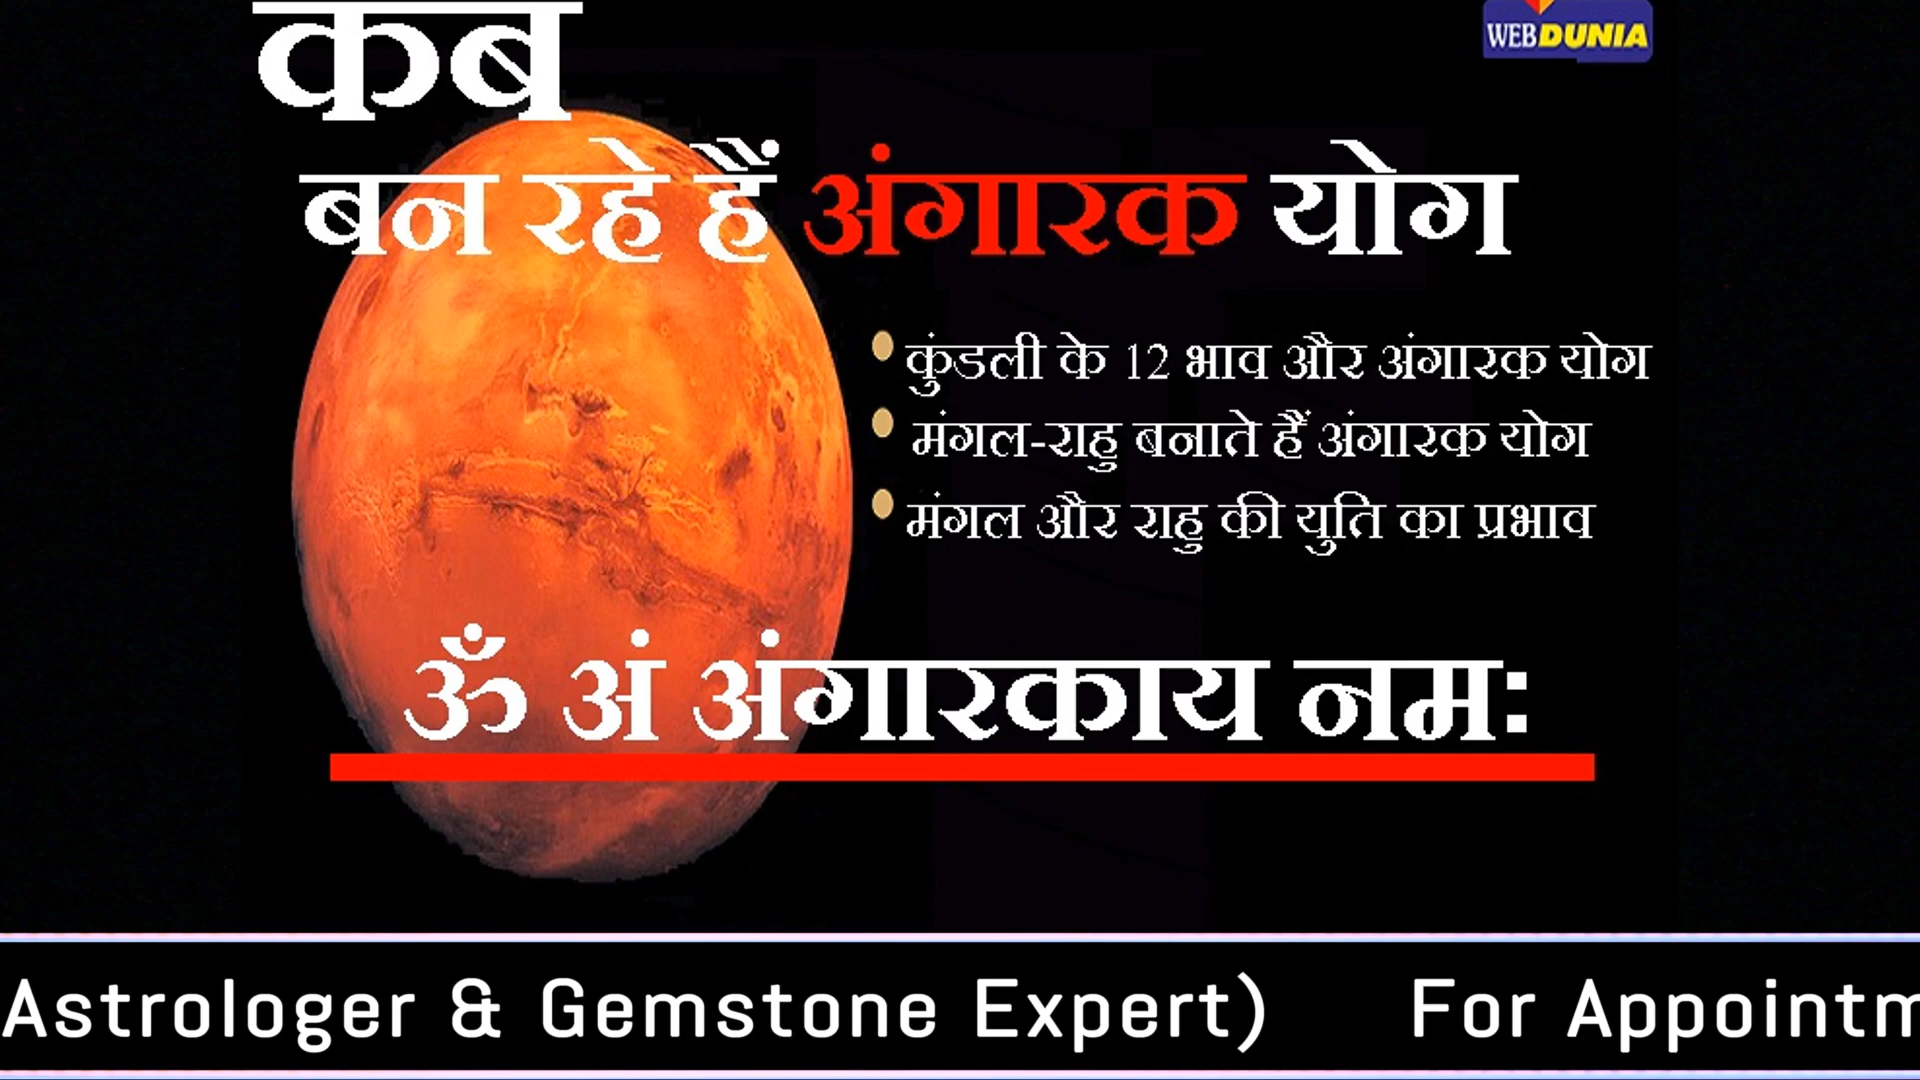 कब
WEBDUNIA
बन रहे हैं अंगारक योग
• कुंडली के 12 भाव और अंगारक योग
• मंगल-राहु बनाते हैं अंगारक योग
• मंगल और राहु की युति का प्रभाव
ॐ अं अंगारकाय नमः
Astrologer & Gemstone Expert) For Appointm